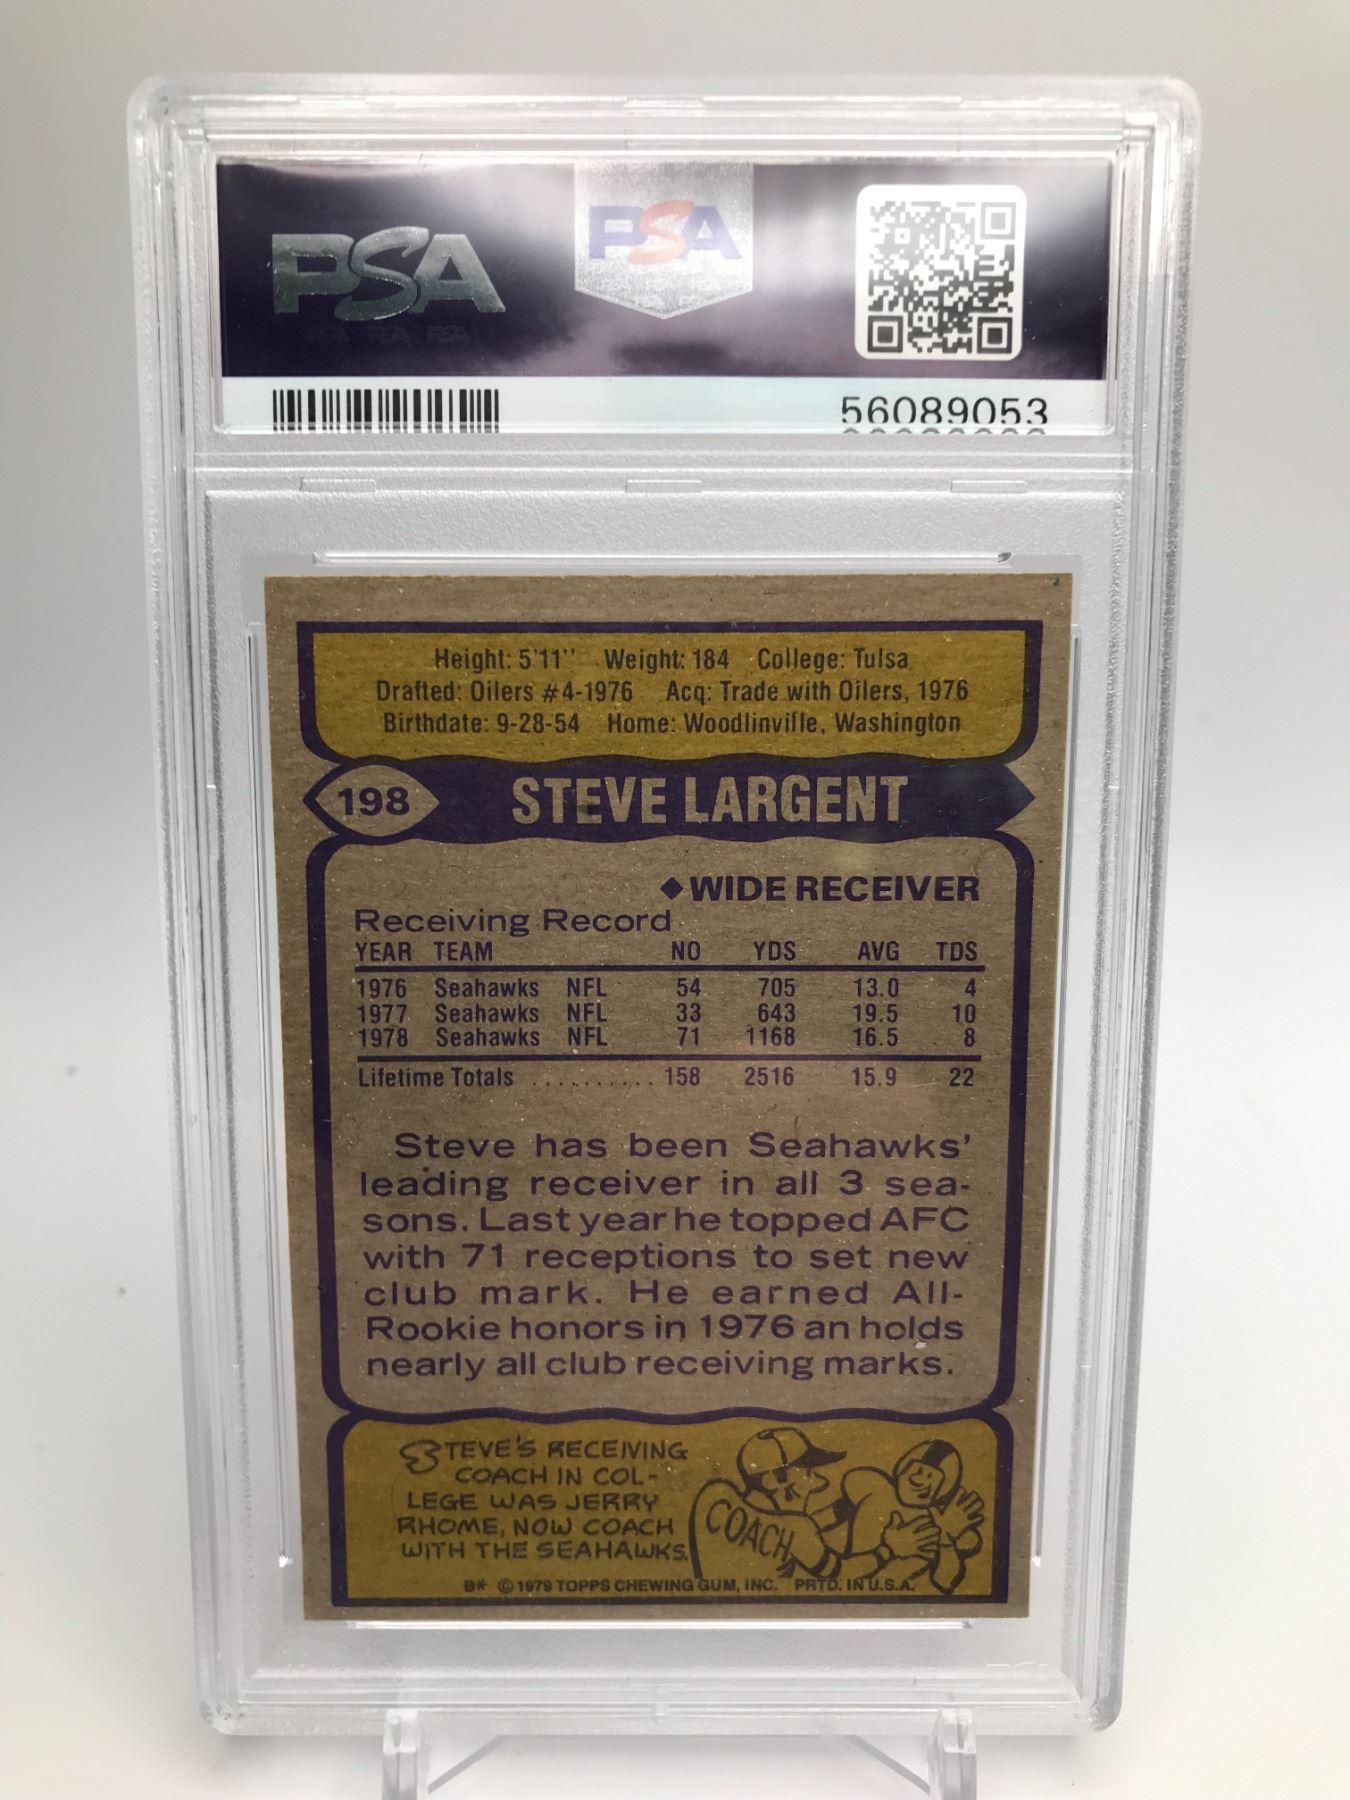 PSA
PSA
PSA PSA PSA
56089053
Height: 5'11'' Weight: 184 College: Tulsa
Drafted: Oilers #4-1976 Acq: Trade with Oilers, 1976
Birthdate: 9-28-54 Home: Woodlinville, Washington
198 STEVE LARGENT
◆WIDE RECEIVER
Receiving Record
YEAR TEAM NO YDS AVG TDS
1976 Seahawks NFL 54 705 13.0 4
1977 Seahawks NFL 33 643 19.5 10
1978 Seahawks NFL 71 1168 16.5 8
Lifetime Totals .......... 158 2516 15.9 22
Steve has been Seahawks'
leading receiver in all 3 sea-
sons. Last year he topped AFC
with 71 receptions to set new
club mark. He earned All-
Rookie honors in 1976 an holds
nearly all club receiving marks.
STEVE'S RECEIVING
COACH IN COL-
LEGE WAS JERRY
RHOME, NOW COACH
WITH THE SEAHAWKS.
COACH
B* © 1979 TOPPS CHEWING GUM, INC. PRTD. IN U.S.A.